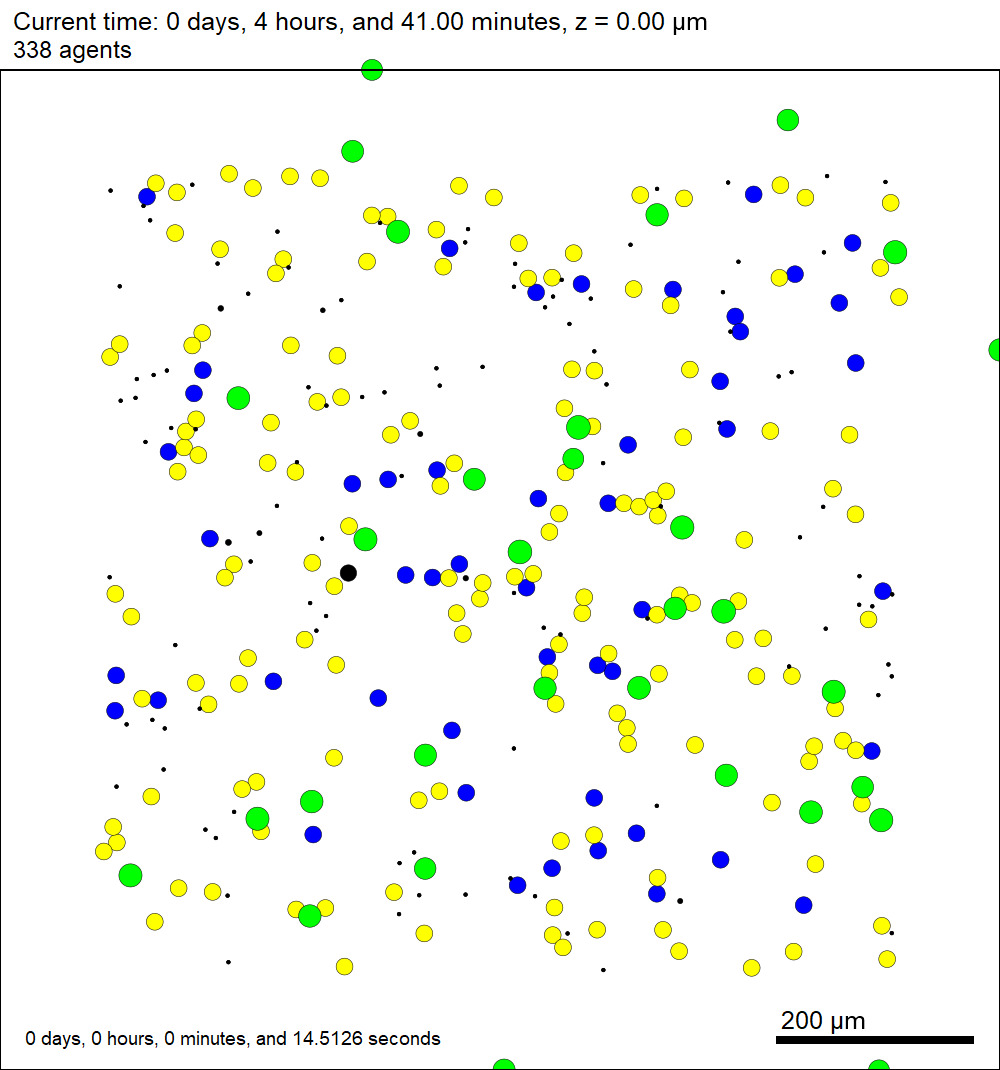 Current time: 0 days, 4 hours, and 41.00 minutes, z = 0.00 µm
338 agents
200 µm
0 days, 0 hours, 0 minutes, and 14.5126 seconds